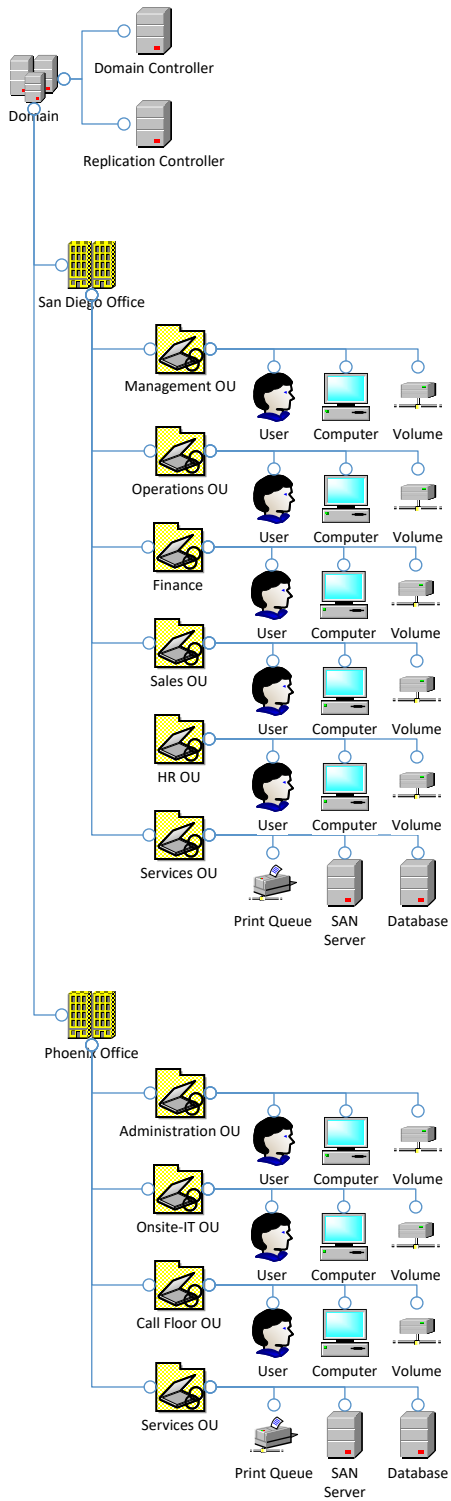 Domain Controller
Domain
Replication Controller
San Diego Office
Management OU
User Computer Volume
Operations OU
User Computer Volume
Finance
User Computer Volume
Sales OU
User Computer Volume
HR OU
User Computer Volume
Services OU
Print Queue SAN Database
Server
Phoenix Office
Administration OU
User Computer Volume
Onsite-IT OU
User Computer Volume
Call Floor OU
User Computer Volume
Services OU
Print Queue SAN Database
Server